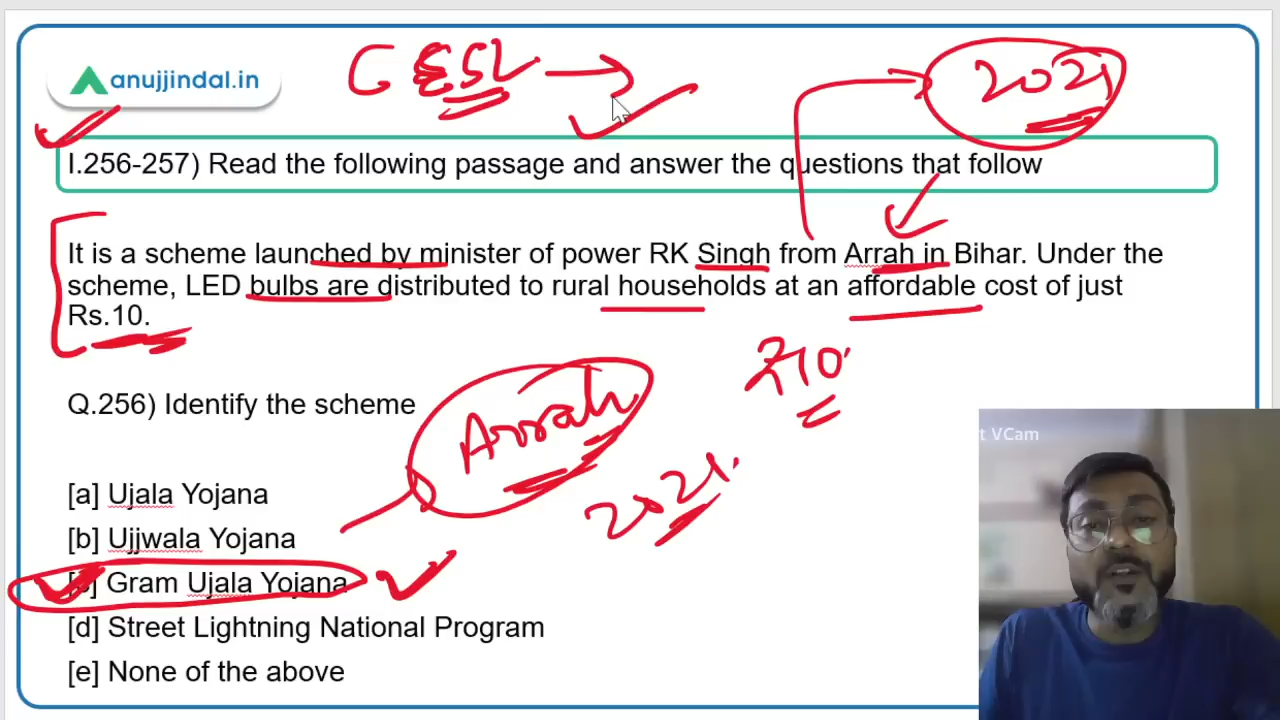 CESL
2021
anujjindal.in
I.256-257) Read the following passage and answer the questions that follow
It is a scheme launched by minister of power RK Singh from Arrah in Bihar. Under the
scheme, LED bulbs are distributed to rural households at an affordable cost of just
Rs.10.
₹10
Q.256) Identify the scheme
Arrah
t VCam
2021
[a] Ujala Yojana
[b] Ujjwala Yojana
[c] Gram Ujala Yojana
[d] Street Lightning National Program
[e] None of the above